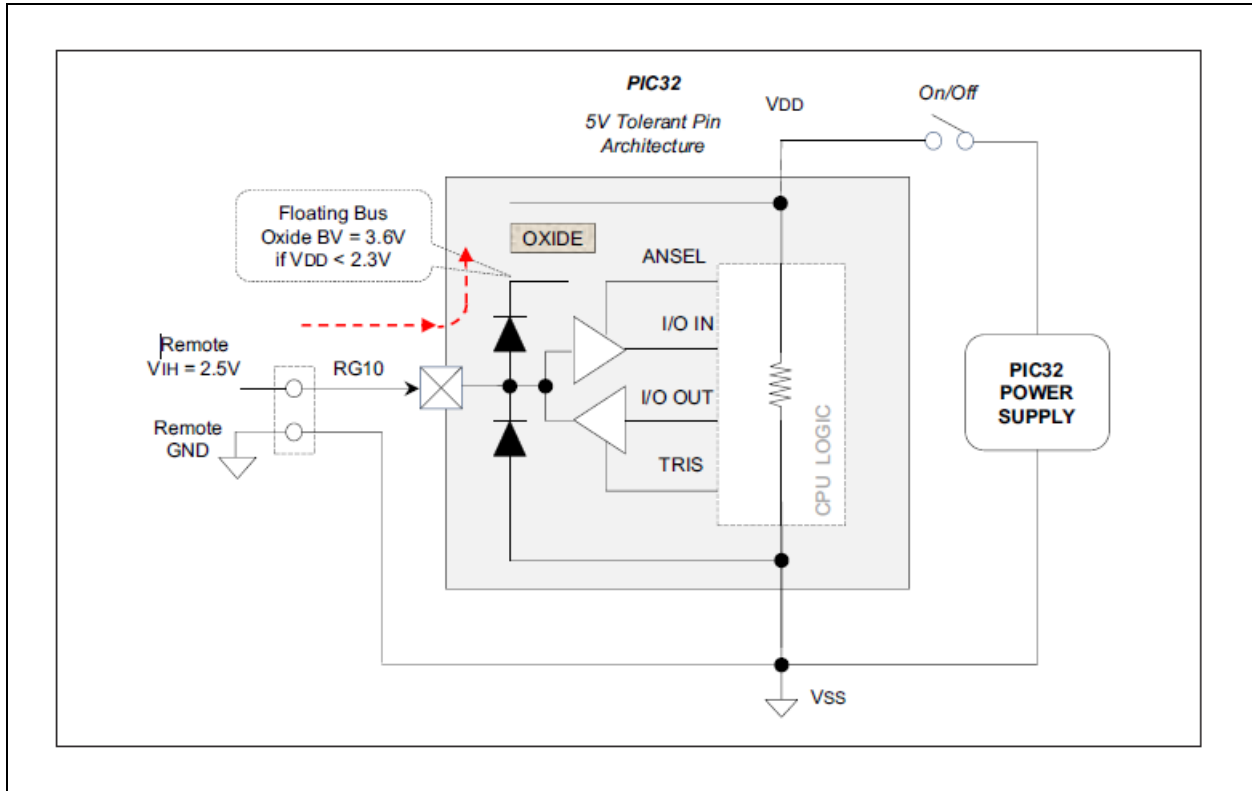 PIC32
5V Tolerant Pin
Architecture
VDD
On/Off
Floating Bus
Oxide BV = 3.6V
if VDD < 2.3V
OXIDE
ANSEL
I/O IN
Remote
VIH = 2.5V
RG10
I/O OUT
Remote
GND
TRIS
CPU LOGIC
PIC32
POWER
SUPPLY
VSS